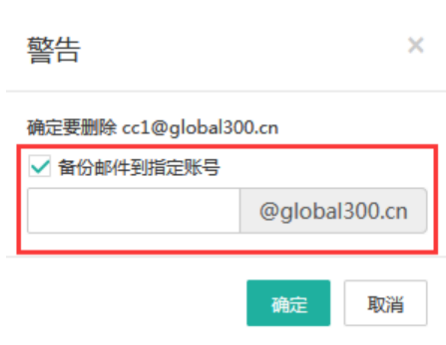 警告
×
确定要删除 cc1@global300.cn
备份邮件到指定账号
@global300.cn
确定 取消